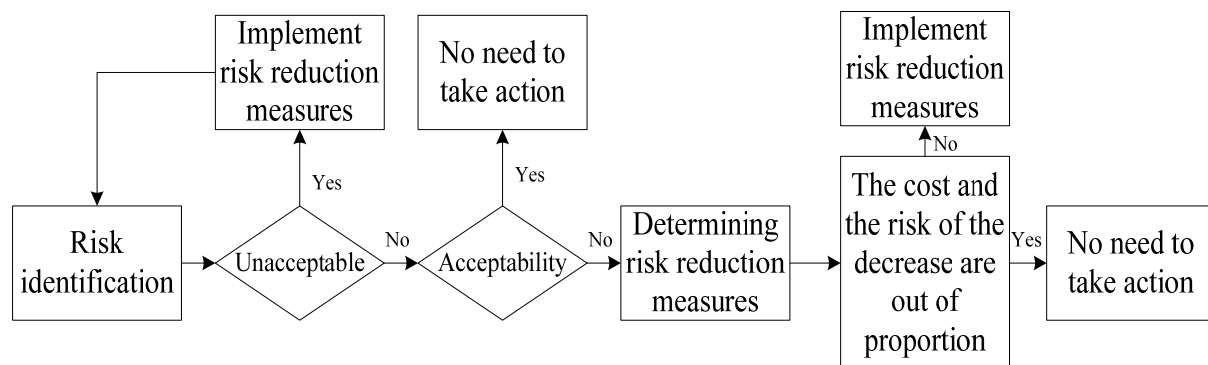 Implement
risk reduction
measures
No need to
take action
Implement
risk reduction
measures
Yes
Yes
No
Risk
identification
Unacceptable
No
Acceptability
No
Determining
risk reduction
measures
The cost and
the risk of the
decrease are
out of
proportion
Yes
No need to
take action